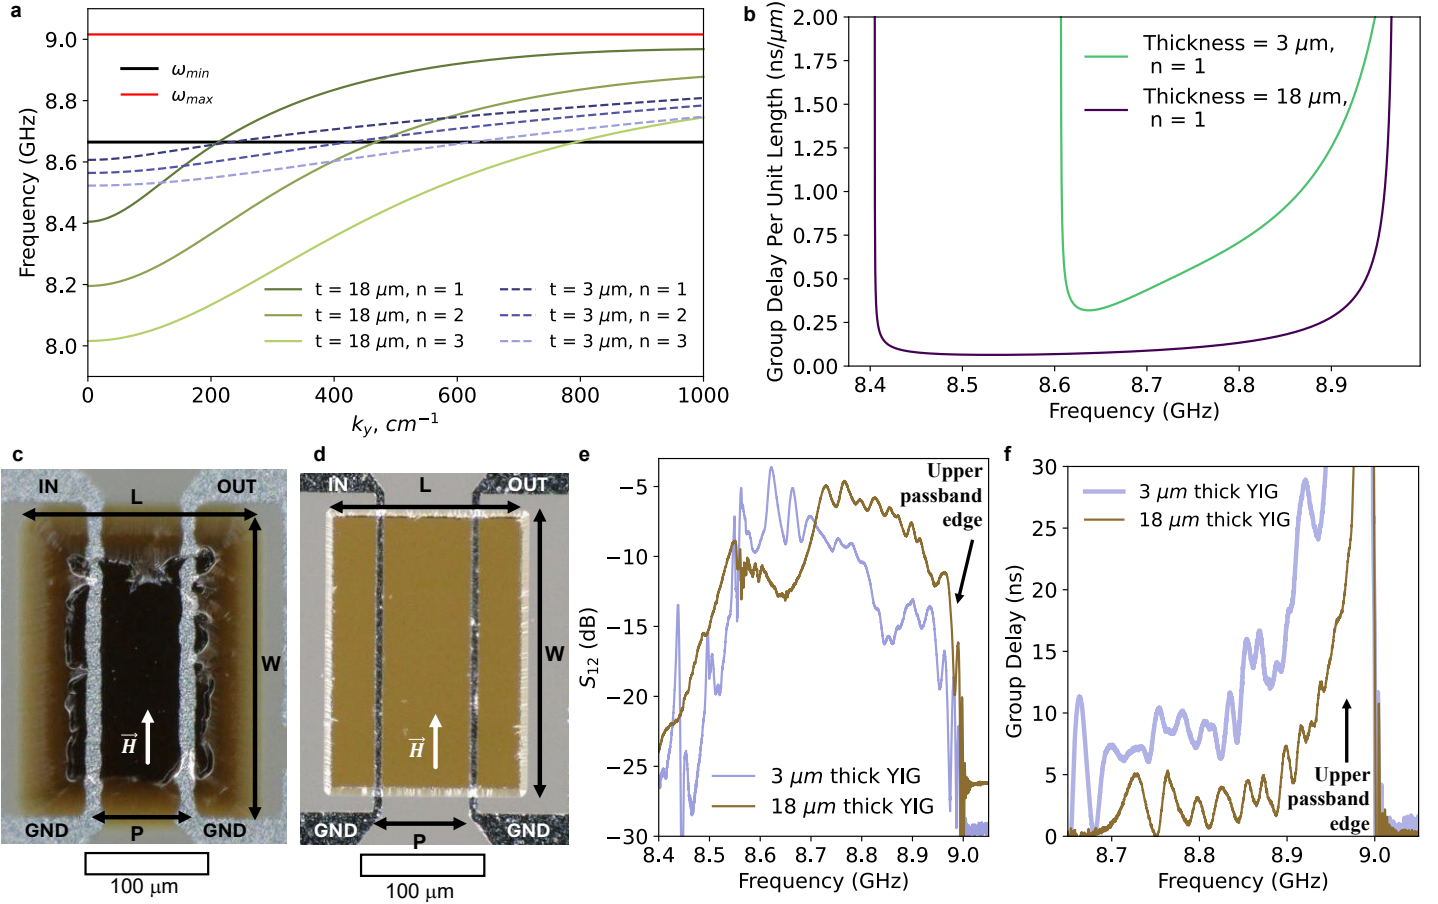 a
9.0
8.8
8.6
8.4
8.2
8.0
Frequency (GHz)
ω_min
ω_max
t = 18 μm, n = 1
t = 18 μm, n = 2
t = 18 μm, n = 3
t = 3 μm, n = 1
t = 3 μm, n = 2
t = 3 μm, n = 3
0 200 400 600 800 1000
k_y, cm⁻¹
b
2.00
1.75
1.50
1.25
1.00
0.75
0.50
0.25
0.00
Group Delay Per Unit Length (ns/μm)
Thickness = 3 μm,
n = 1
Thickness = 18 μm,
n = 1
8.4 8.5 8.6 8.7 8.8 8.9
Frequency (GHz)
c
IN L OUT
W
H⃗
GND P GND
100 μm
d
IN L OUT
W
H⃗
GND P GND
100 μm
e
−5
−10
−15
−20
−25
−30
S₁₂ (dB)
Upper
passband
edge
3 μm thick YIG
18 μm thick YIG
8.4 8.5 8.6 8.7 8.8 8.9 9.0
Frequency (GHz)
f
30
25
20
15
10
5
0
Group Delay (ns)
3 μm thick YIG
18 μm thick YIG
Upper
passband
edge
8.7 8.8 8.9 9.0
Frequency (GHz)